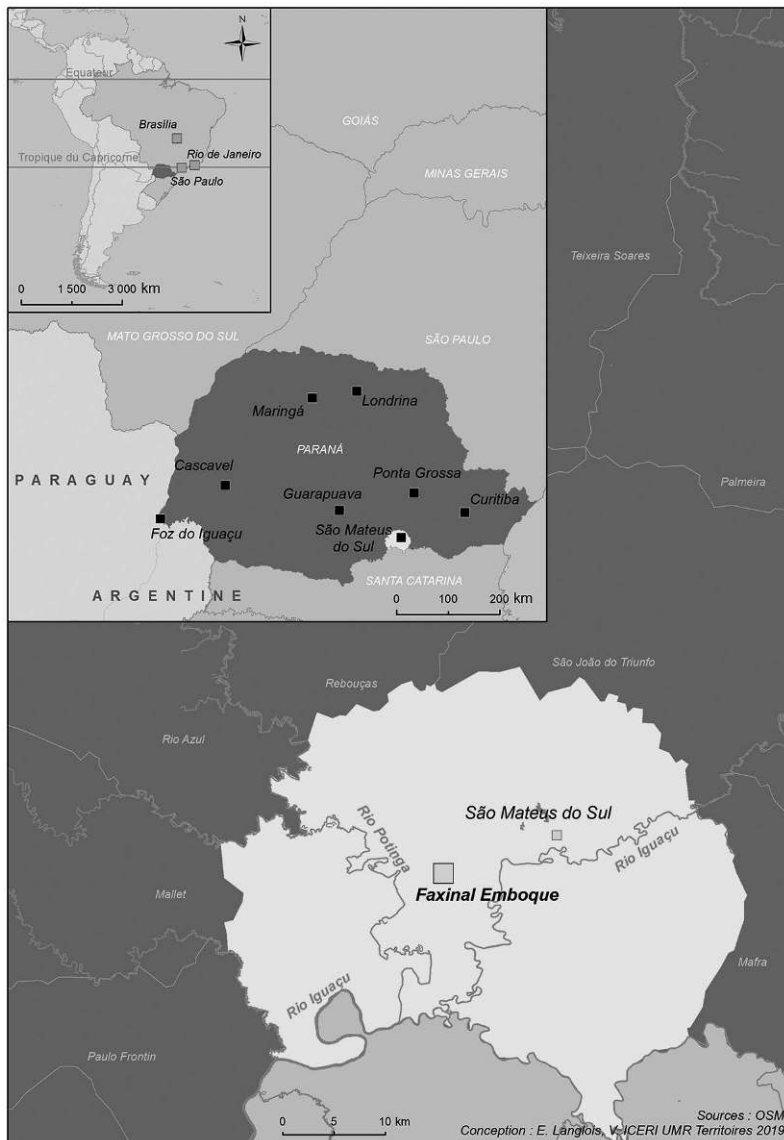 N
Equateur
Brasília
Tropique du Capricorne
Rio de Janeiro
São Paulo
0 1 500 3 000 km
GOIÁS
MINAS GERAIS
MATO GROSSO DO SUL
SÃO PAULO
Maringá
Londrina
PARANÁ
Cascavel
Ponta Grossa
PARAGUAY
Guarapuava
Curitiba
Foz do Iguaçu
São Mateus
do Sul
SANTA CATARINA
ARGENTINE
0 100 200 km
Teixeira Soares
Palmeira
São João do Triunfo
Rebouças
Rio Azul
Rio Potinga
São Mateus do Sul
Rio Iguaçu
Faxinal Emboque
Mallet
Mafra
Rio Iguaçu
Paulo Frontin
0 5 10 km
Sources : OSM
Conception : E. Langlois, V. ICERI UMR Territoires 2019